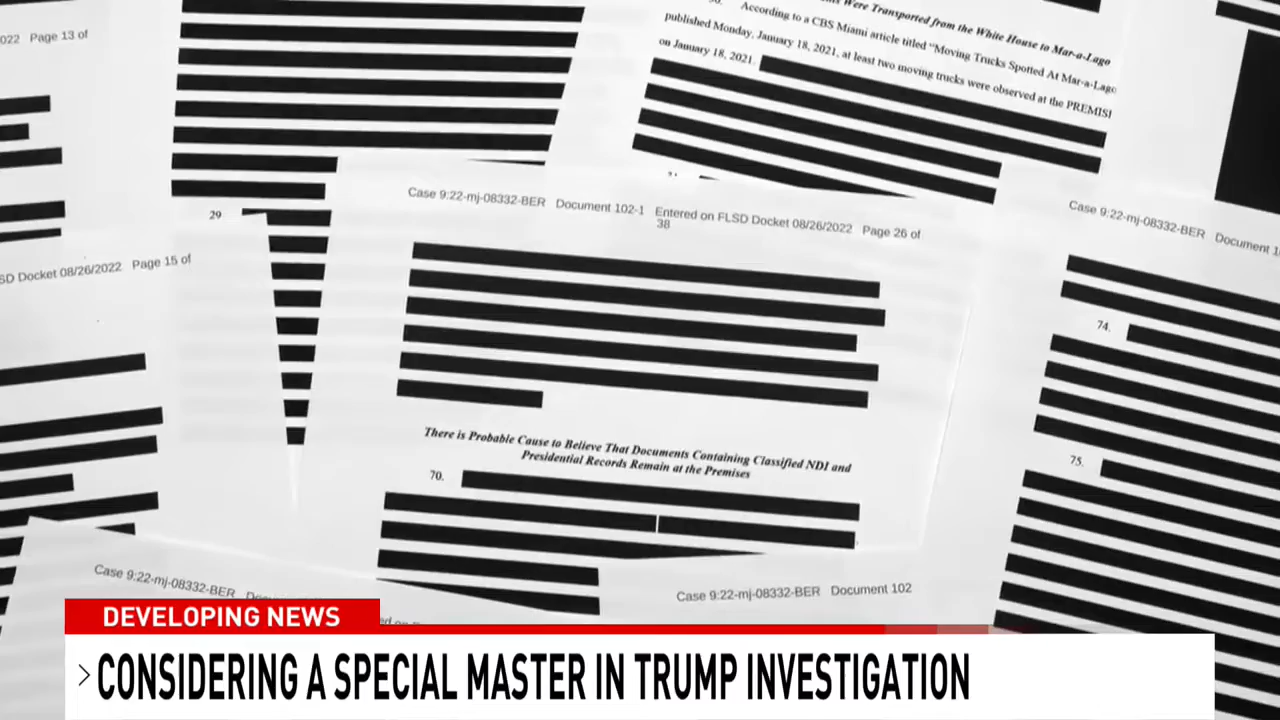 022 Page 13 of
s Were Transported from the White House to Mar-a-Lago
According to a CBS Miami article titled "Moving Trucks Spotted At Mar-a-Lago
published Monday, January 18, 2021, at least two moving trucks were observed at the PREMISI
on January 18, 2021.
29
Case 9:22-mj-08332-BER Document 102-1 Entered on FLSD Docket 08/26/2022 Page 26 of
38
Case 9:22-mj-08332-BER Document 1
SD Docket 08/26/2022 Page 15 of
74.
There is Probable Cause to Believe That Documents Containing Classified NDI and
Presidential Records Remain at the Premises
70.
75.
Case 9:22-mj-08332-BER
Case 9:22-mj-08332-BER Document 102
DEVELOPING NEWS
CONSIDERING A SPECIAL MASTER IN TRUMP INVESTIGATION